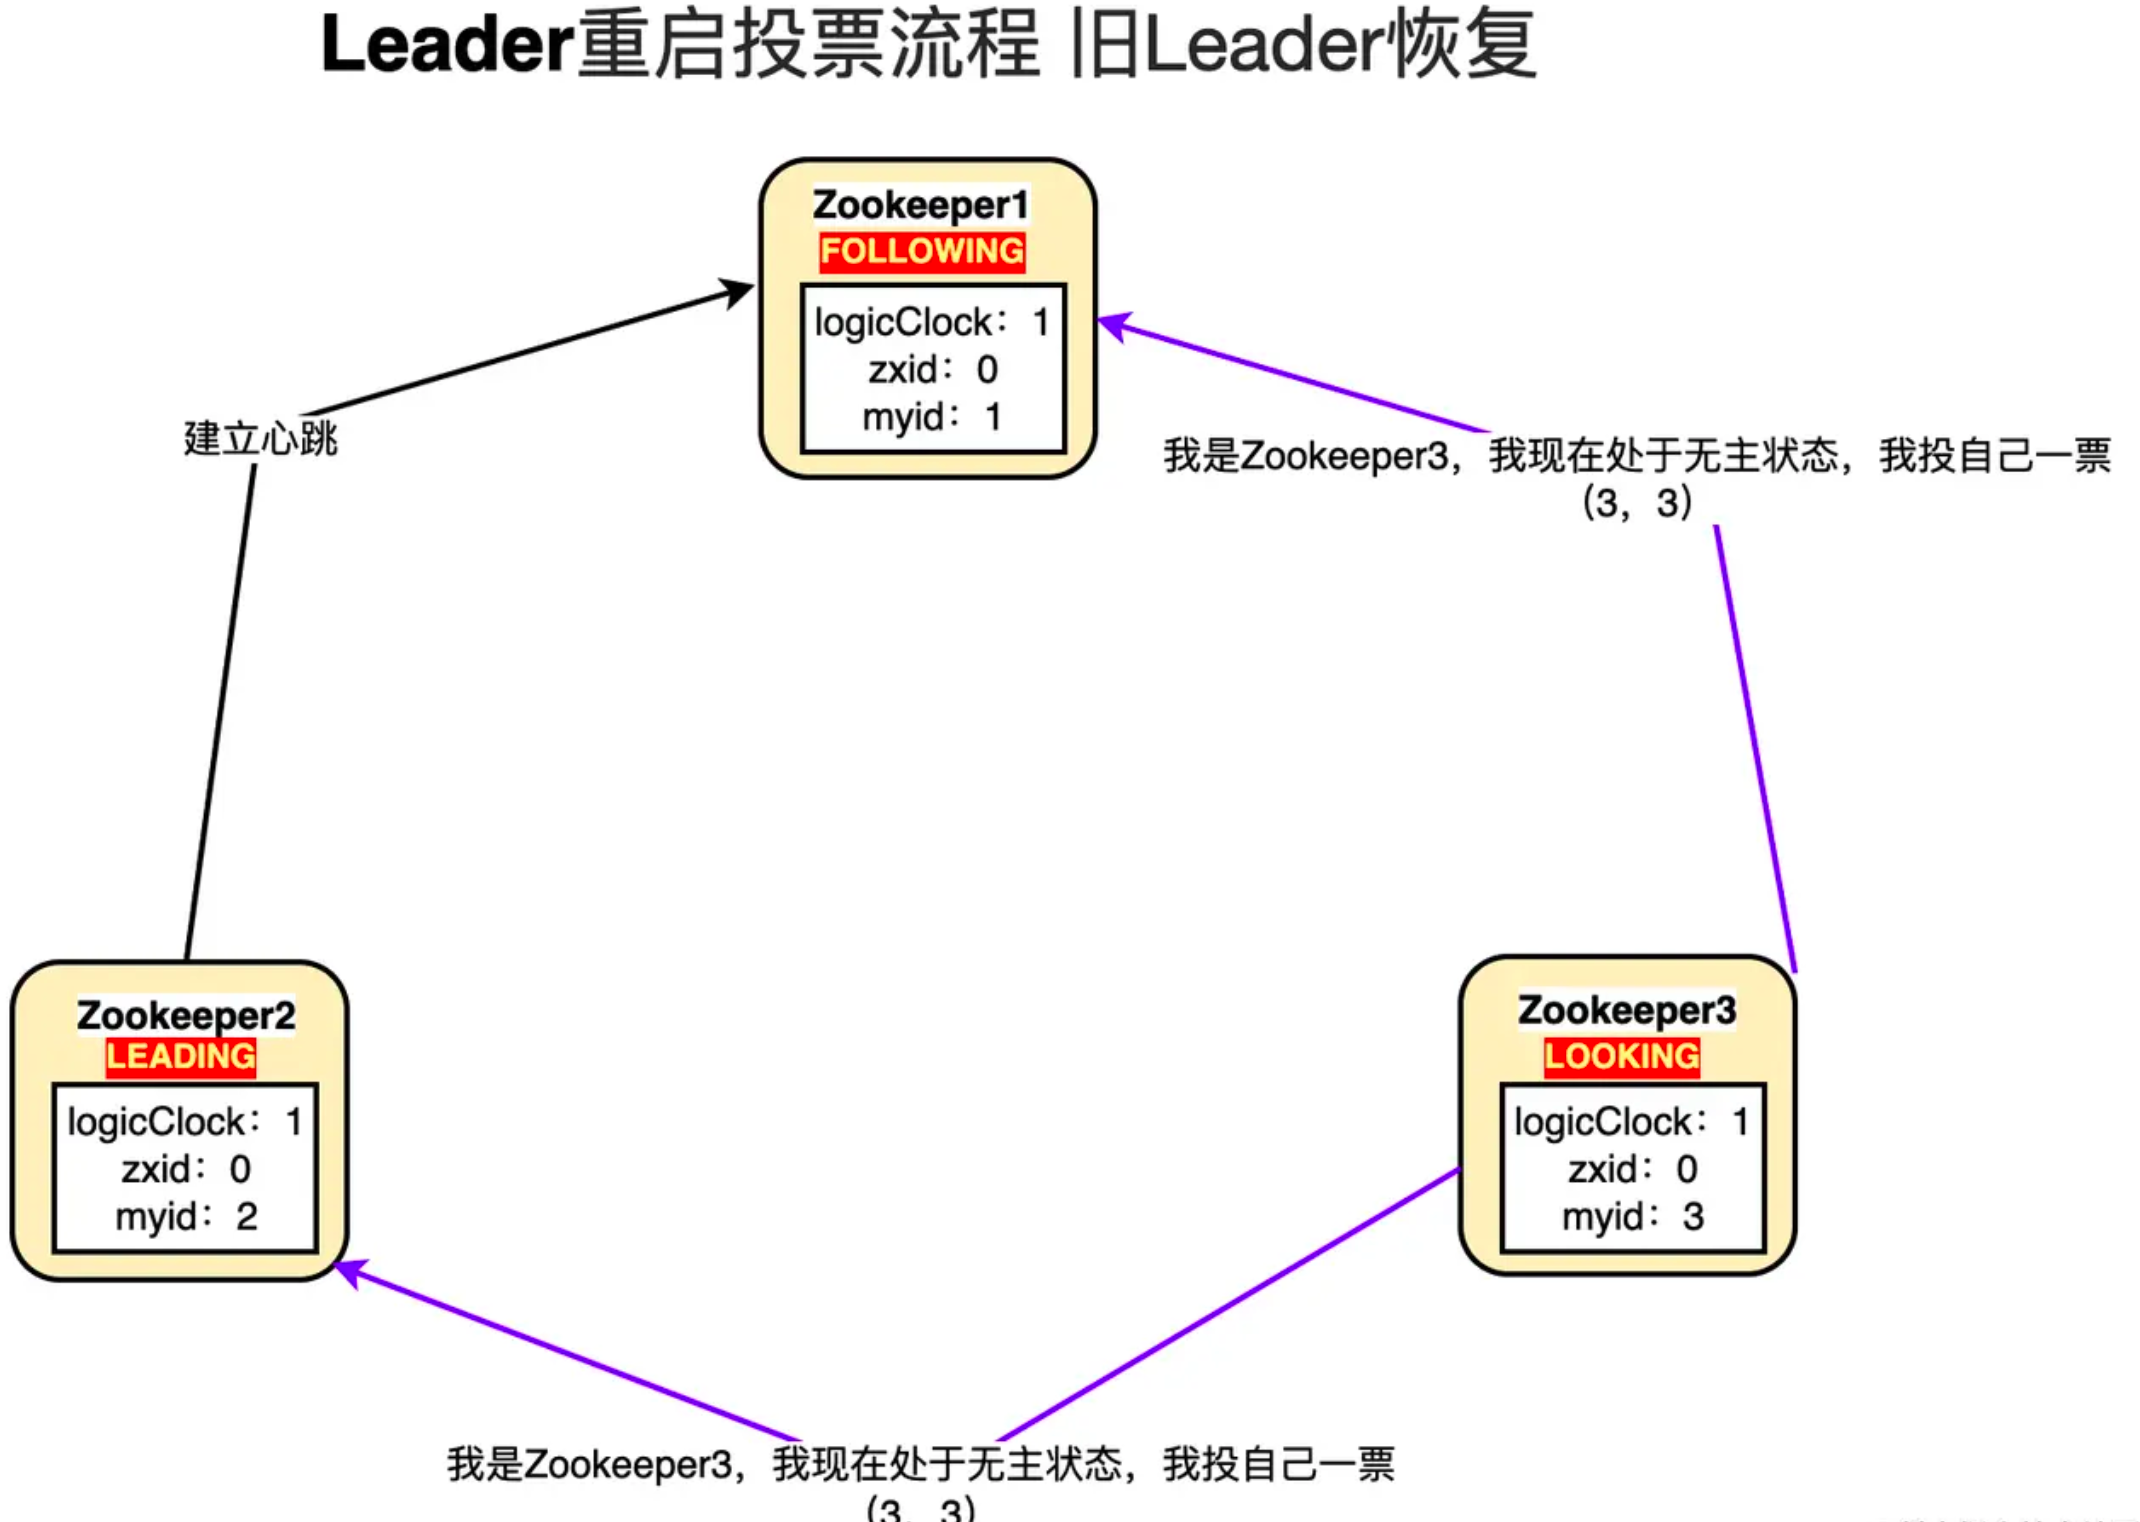 Leader重启投票流程 旧Leader恢复
Zookeeper1
FOLLOWING
logicClock：1
zxid：0
myid：1
建立心跳
我是Zookeeper3，我现在处于无主状态，我投自己一票
（3，3）
Zookeeper2
LEADING
logicClock：1
zxid：0
myid：2
Zookeeper3
LOOKING
logicClock：1
zxid：0
myid：3
我是Zookeeper3，我现在处于无主状态，我投自己一票
（3，3）